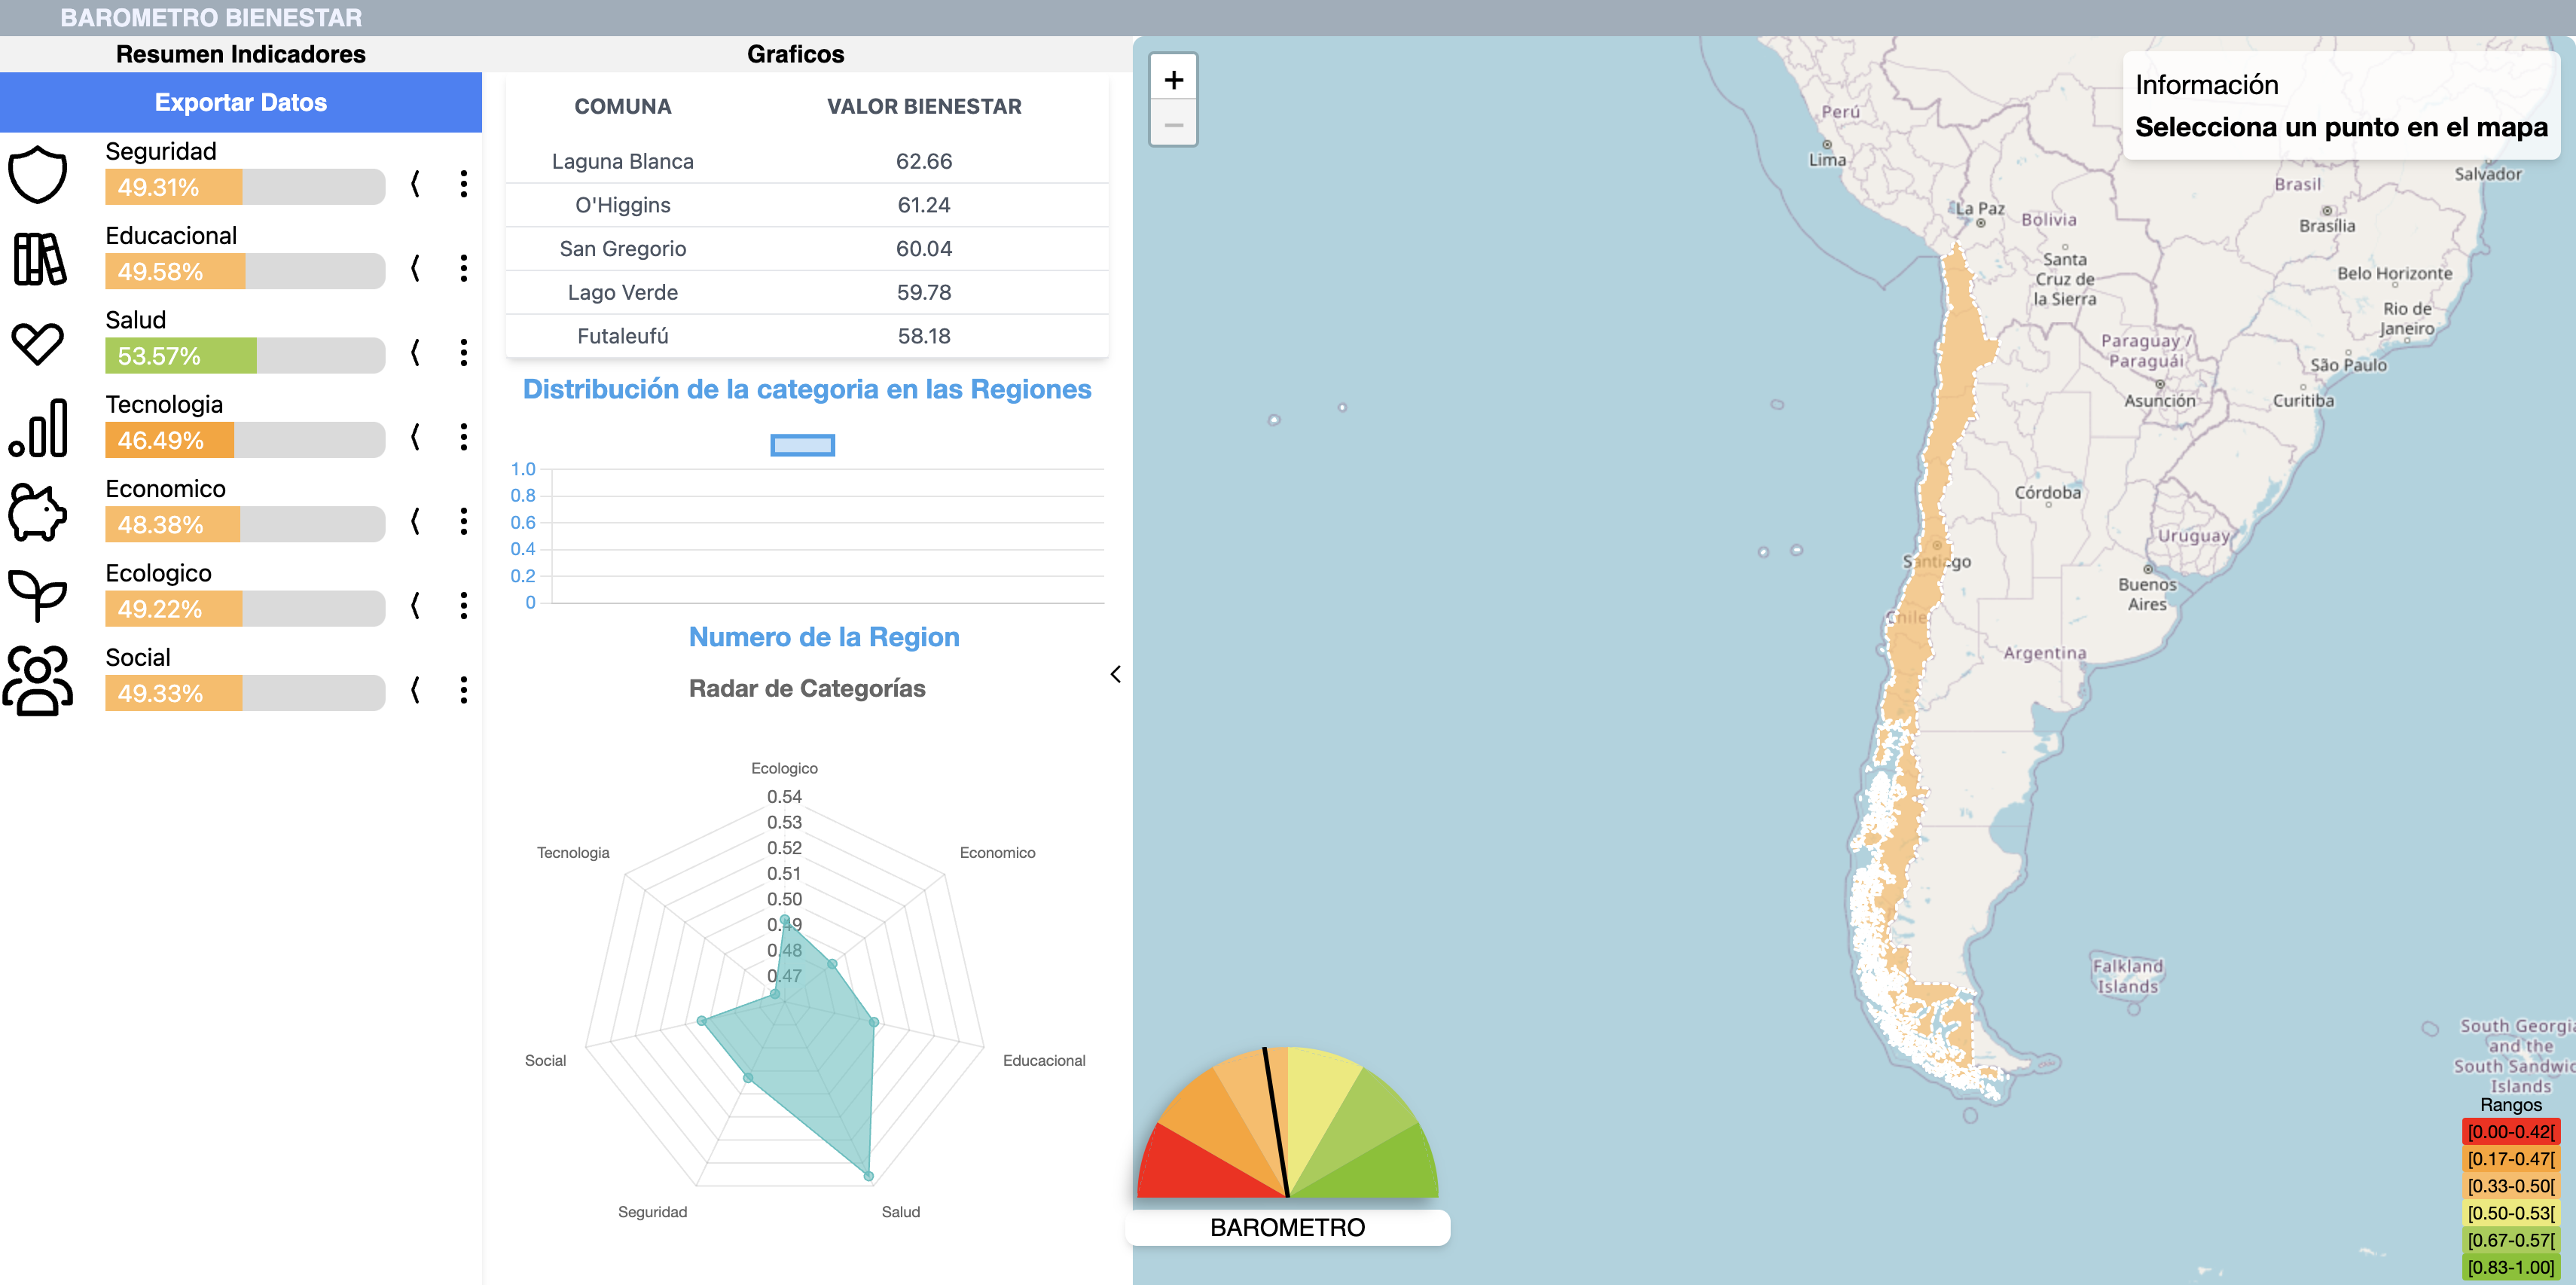 BAROMETRO BIENESTAR
Resumen Indicadores
Exportar Datos
Seguridad
49.31%
Educacional
49.58%
Salud
53.57%
Tecnologia
46.49%
Economico
48.38%
Ecologico
49.22%
Social
49.33%
Graficos
COMUNA VALOR BIENESTAR
Laguna Blanca 62.66
O'Higgins 61.24
San Gregorio 60.04
Lago Verde 59.78
Futaleufú 58.18
Distribución de la categoria en las Regiones
1.0
0.8
0.6
0.4
0.2
0
Numero de la Region
Radar de Categorías
Ecologico
0.54
0.53
0.52
0.51
0.50
0.49
0.48
0.47
Tecnologia
Economico
Social
Educacional
Seguridad
Salud
+
−
Información
Selecciona un punto en el mapa
Perú
Lima
Salvador
Brasil
La Paz
Bolivia
Brasília
Santa
Cruz de
la Sierra
Belo Horizonte
Rio de
Janeiro
Paraguay /
Paraguái
São Paulo
Asunción
Curitiba
Córdoba
Uruguay
Santiago
Buenos
Aires
Chile
Argentina
Falkland
Islands
South Georgia
and the
South Sandwic
Islands
BAROMETRO
Rangos
[0.00-0.42[
[0.17-0.47[
[0.33-0.50[
[0.50-0.53[
[0.67-0.57[
[0.83-1.00]